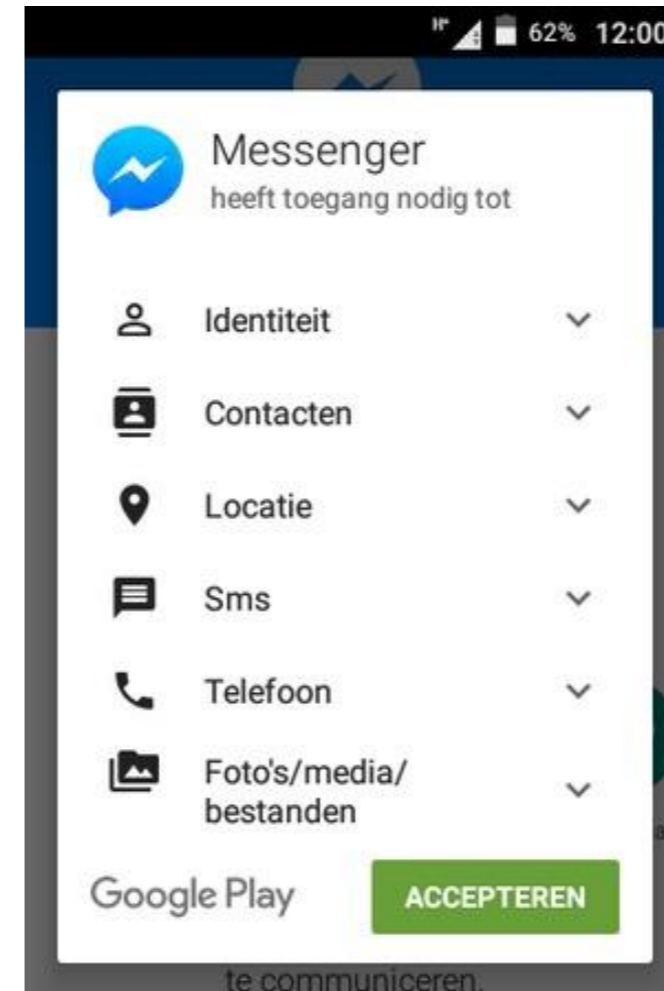 H+ 62% 12:00
Messenger
heeft toegang nodig tot
Identiteit
Contacten
Locatie
Sms
Telefoon
Foto's/media/
bestanden
Google Play
ACCEPTEREN
te communiceren.